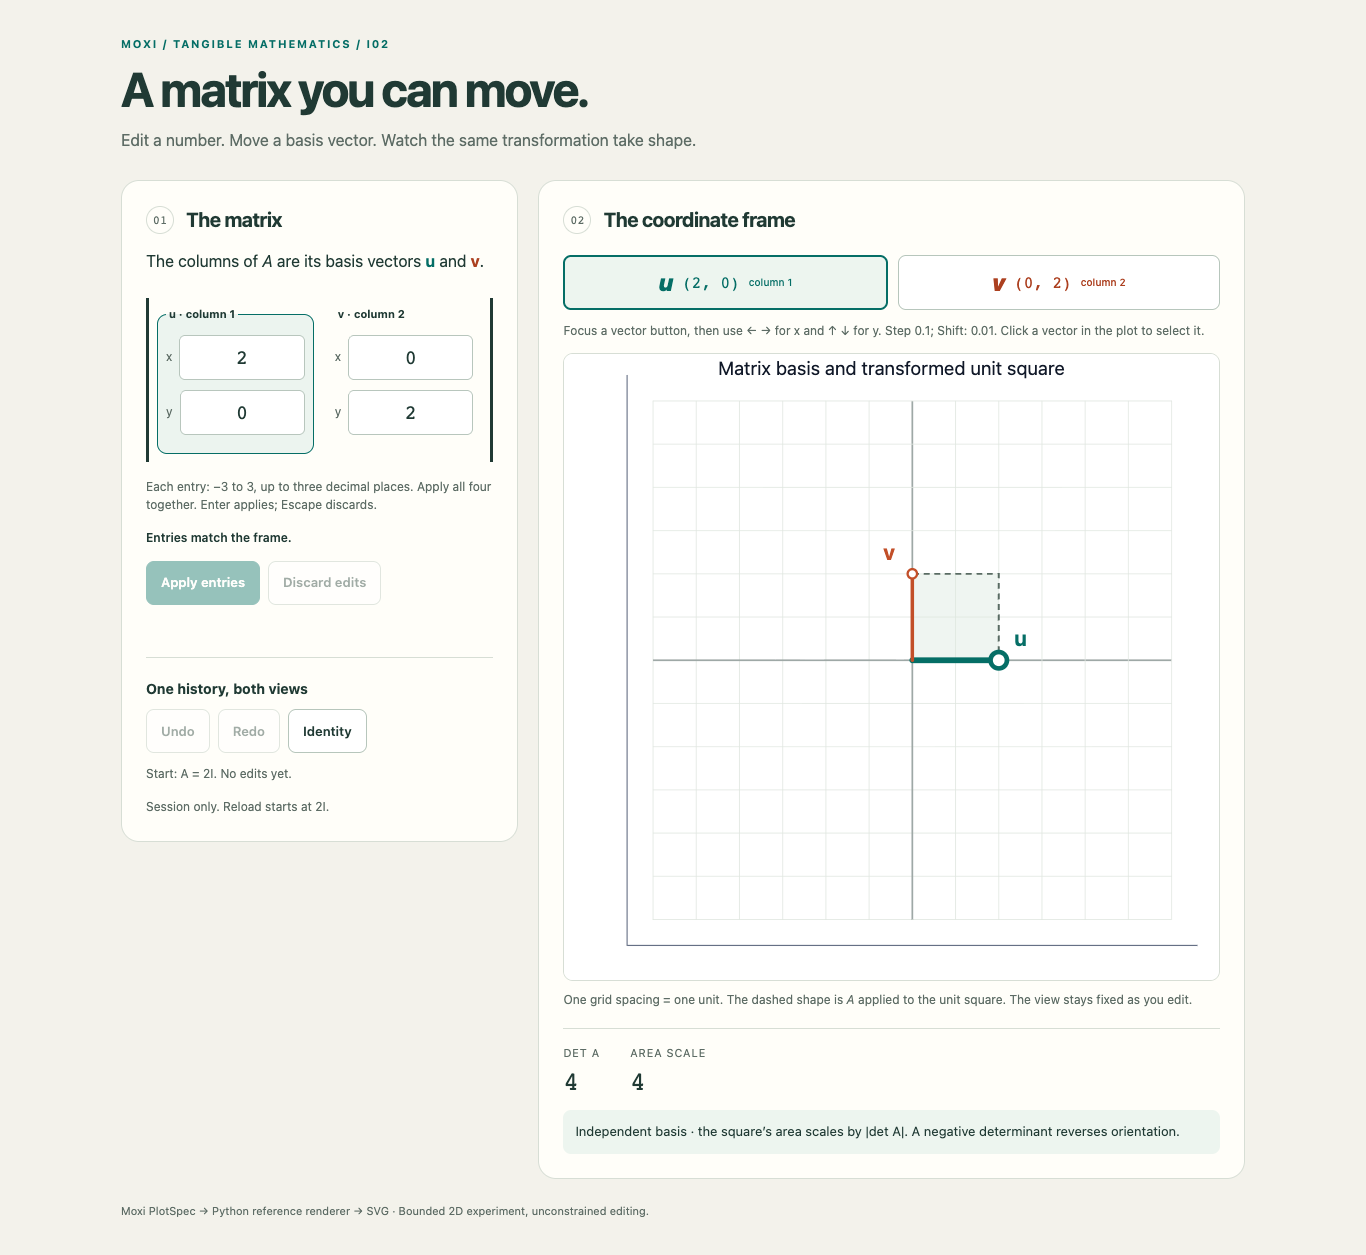 MOXI / TANGIBLE MATHEMATICS / I02
A matrix you can move.
Edit a number. Move a basis vector. Watch the same transformation take shape.
01 The matrix
The columns of A are its basis vectors u and v.
u · column 1 v · column 2
x 2 x 0
y 0 y 2
Each entry: −3 to 3, up to three decimal places. Apply all four
together. Enter applies; Escape discards.
Entries match the frame.
Apply entries Discard edits
One history, both views
Undo Redo Identity
Start: A = 2I. No edits yet.
Session only. Reload starts at 2I.
02 The coordinate frame
u (2, 0) column 1 v (0, 2) column 2
Focus a vector button, then use ← → for x and ↑ ↓ for y. Step 0.1; Shift: 0.01. Click a vector in the plot to select it.
Matrix basis and transformed unit square
v
u
One grid spacing = one unit. The dashed shape is A applied to the unit square. The view stays fixed as you edit.
DET A AREA SCALE
4 4
Independent basis · the square’s area scales by |det A|. A negative determinant reverses orientation.
Moxi PlotSpec → Python reference renderer → SVG · Bounded 2D experiment, unconstrained editing.